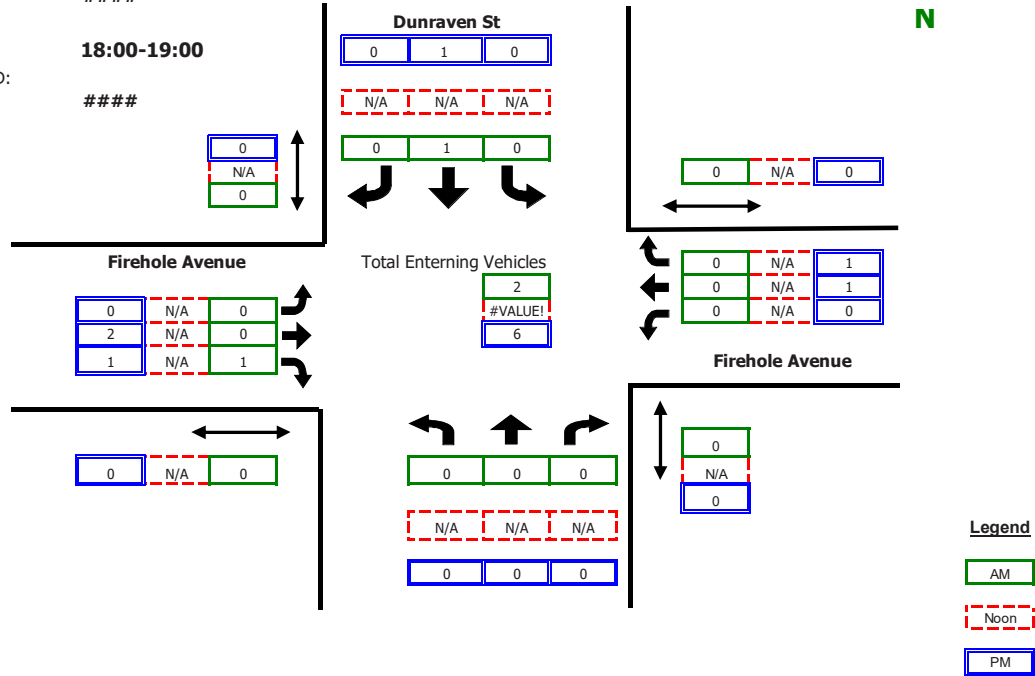 ####
Dunraven St
N
18:00-19:00
0 1 0
D:
####
N/A N/A N/A
0 1 0
0
N/A
0
0 N/A 0
Firehole Avenue
Total Enterning Vehicles
2
#VALUE!
6
0 N/A 1
0 N/A 1
0 N/A 0
0 N/A 0
2 N/A 0
1 N/A 1
Firehole Avenue
0 N/A 0
0 0 0
N/A N/A N/A
0 0 0
0
N/A
0
Legend
AM
Noon
PM